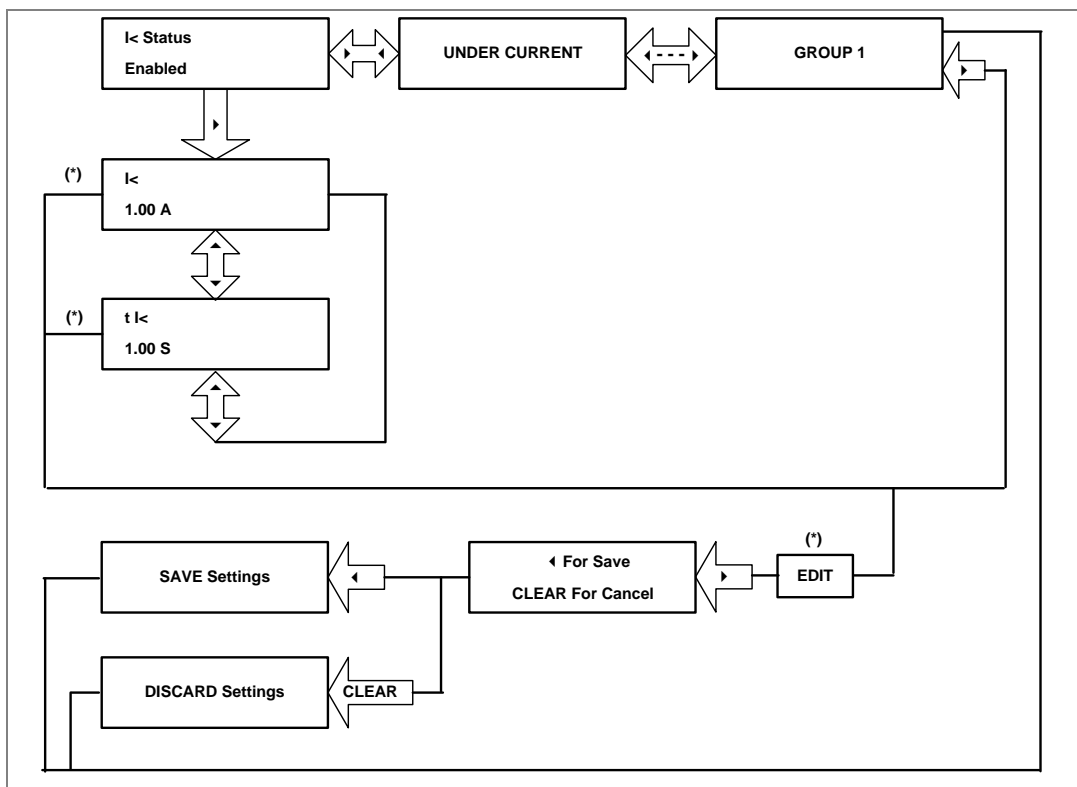 I< Status
Enabled
UNDER CURRENT
GROUP 1
(*)
I<
1.00 A
(*)
t I<
1.00 S
(*)
SAVE Settings
For Save
CLEAR For Cancel
EDIT
DISCARD Settings
CLEAR